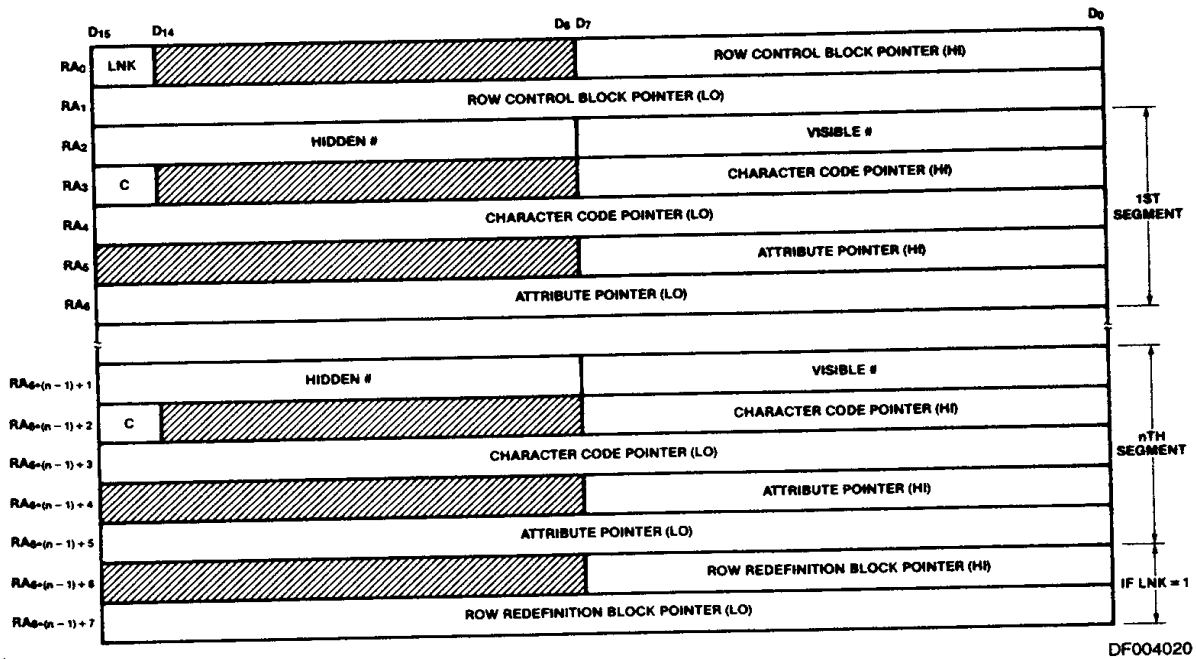 D15 D14 D8 D7 D0
RA0 LNK ROW CONTROL BLOCK POINTER (HI)
RA1 ROW CONTROL BLOCK POINTER (LO)
RA2 HIDDEN # VISIBLE #
RA3 C CHARACTER CODE POINTER (HI)
RA4 CHARACTER CODE POINTER (LO)
1ST
SEGMENT
RA5 ATTRIBUTE POINTER (HI)
RA6 ATTRIBUTE POINTER (LO)
RA6*(n – 1) + 1 HIDDEN # VISIBLE #
RA6*(n – 1) + 2 C CHARACTER CODE POINTER (HI)
RA6*(n – 1) + 3 CHARACTER CODE POINTER (LO)
nTH
SEGMENT
RA6*(n – 1) + 4 ATTRIBUTE POINTER (HI)
RA6*(n – 1) + 5 ATTRIBUTE POINTER (LO)
RA6*(n – 1) + 6 ROW REDEFINITION BLOCK POINTER (HI) IF LNK = 1
RA6*(n – 1) + 7 ROW REDEFINITION BLOCK POINTER (LO)
DF004020